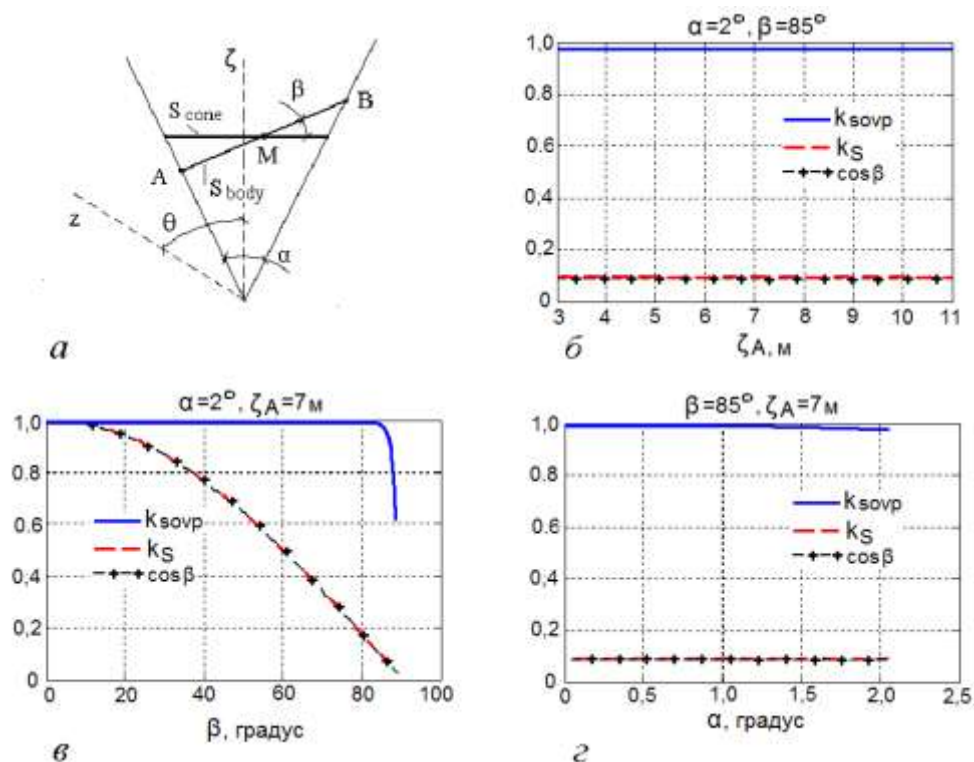 ζ
β
B
S cone
M
A
S body
z
θ
α
а
α=2°, β=85°
1,0
0,8
0,6
0,4
0,2
0
k sovp
k S
cosβ
3 4 5 6 7 8 9 10 11
ζA, м
б
α=2°, ζA=7м
1,0
0,8
0,6
0,4
0,2
0
k sovp
k S
cosβ
0 20 40 60 80 100
β, градус
в
β=85°, ζA=7м
1,0
0,8
0,6
0,4
0,2
0
k sovp
k S
cosβ
0 0,5 1,0 1,5 2,0 2,5
α, градус
г